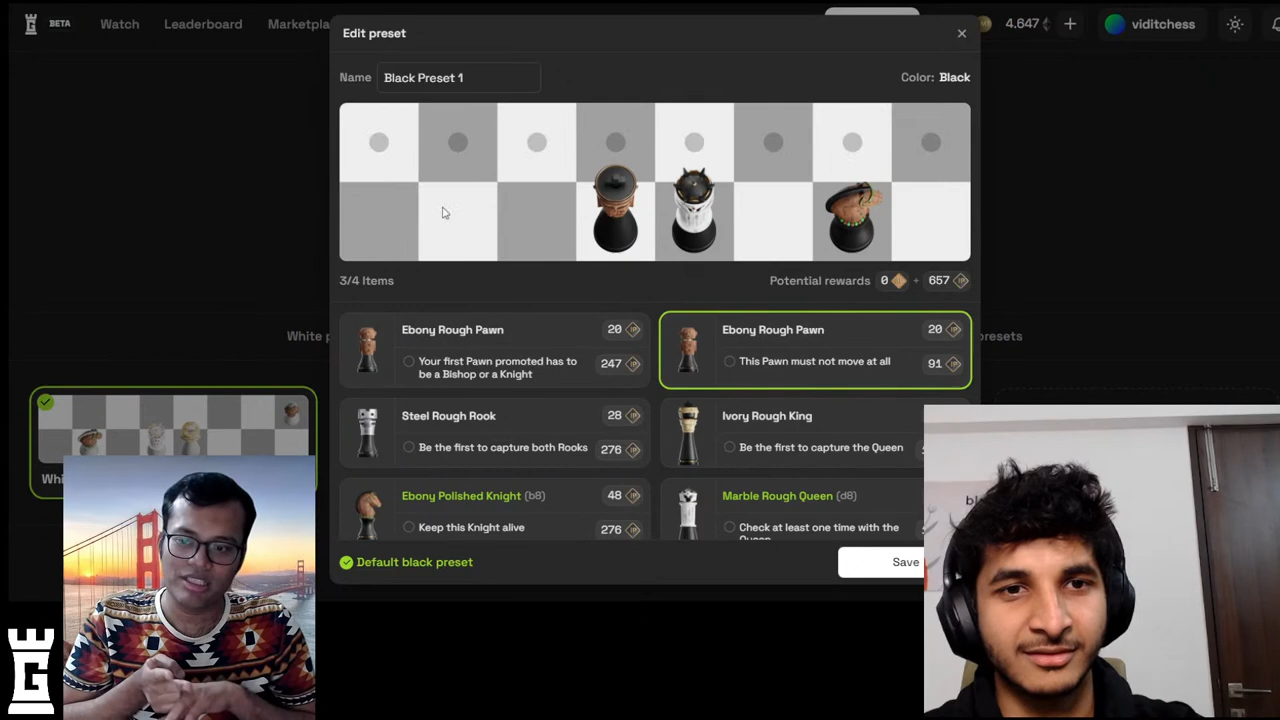 BETA
Watch
Leaderboard
Marketpla
4.647
viditchess
Edit preset
Name
Black Preset 1
Color: Black
3/4 Items
Potential rewards 0 + 657
White p
presets
Ebony Rough Pawn
20
Your first Pawn promoted has to
be a Bishop or a Knight
247
Ebony Rough Pawn
20
This Pawn must not move at all
91
Steel Rough Rook
28
Be the first to capture both Rooks
276
Ivory Rough King
Be the first to capture the Queen
Ebony Polished Knight (b8)
48
Keep this Knight alive
276
Marble Rough Queen (d8)
Check at least one time with the
Queen
Whi
Default black preset
Save
G